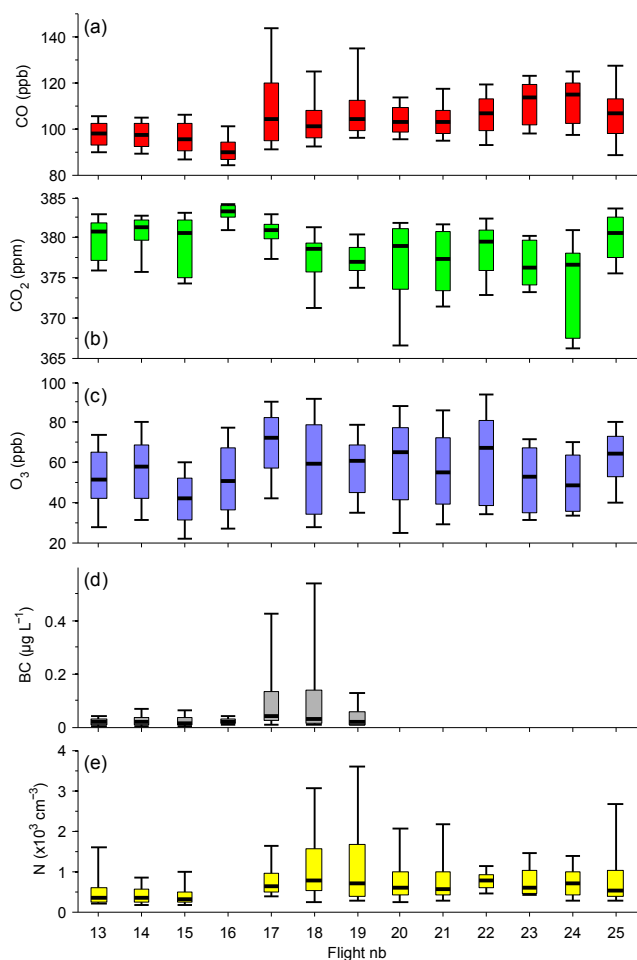 (a)
CO (ppb)
140
120
100
80
(b)
CO2 (ppm)
385
380
375
370
365
(c)
O3 (ppb)
100
80
60
40
20
(d)
BC (µg L−1)
0.4
0.2
0
(e)
N (x10³ cm−3)
4
3
2
1
0
13 14 15 16 17 18 19 20 21 22 23 24 25
Flight nb